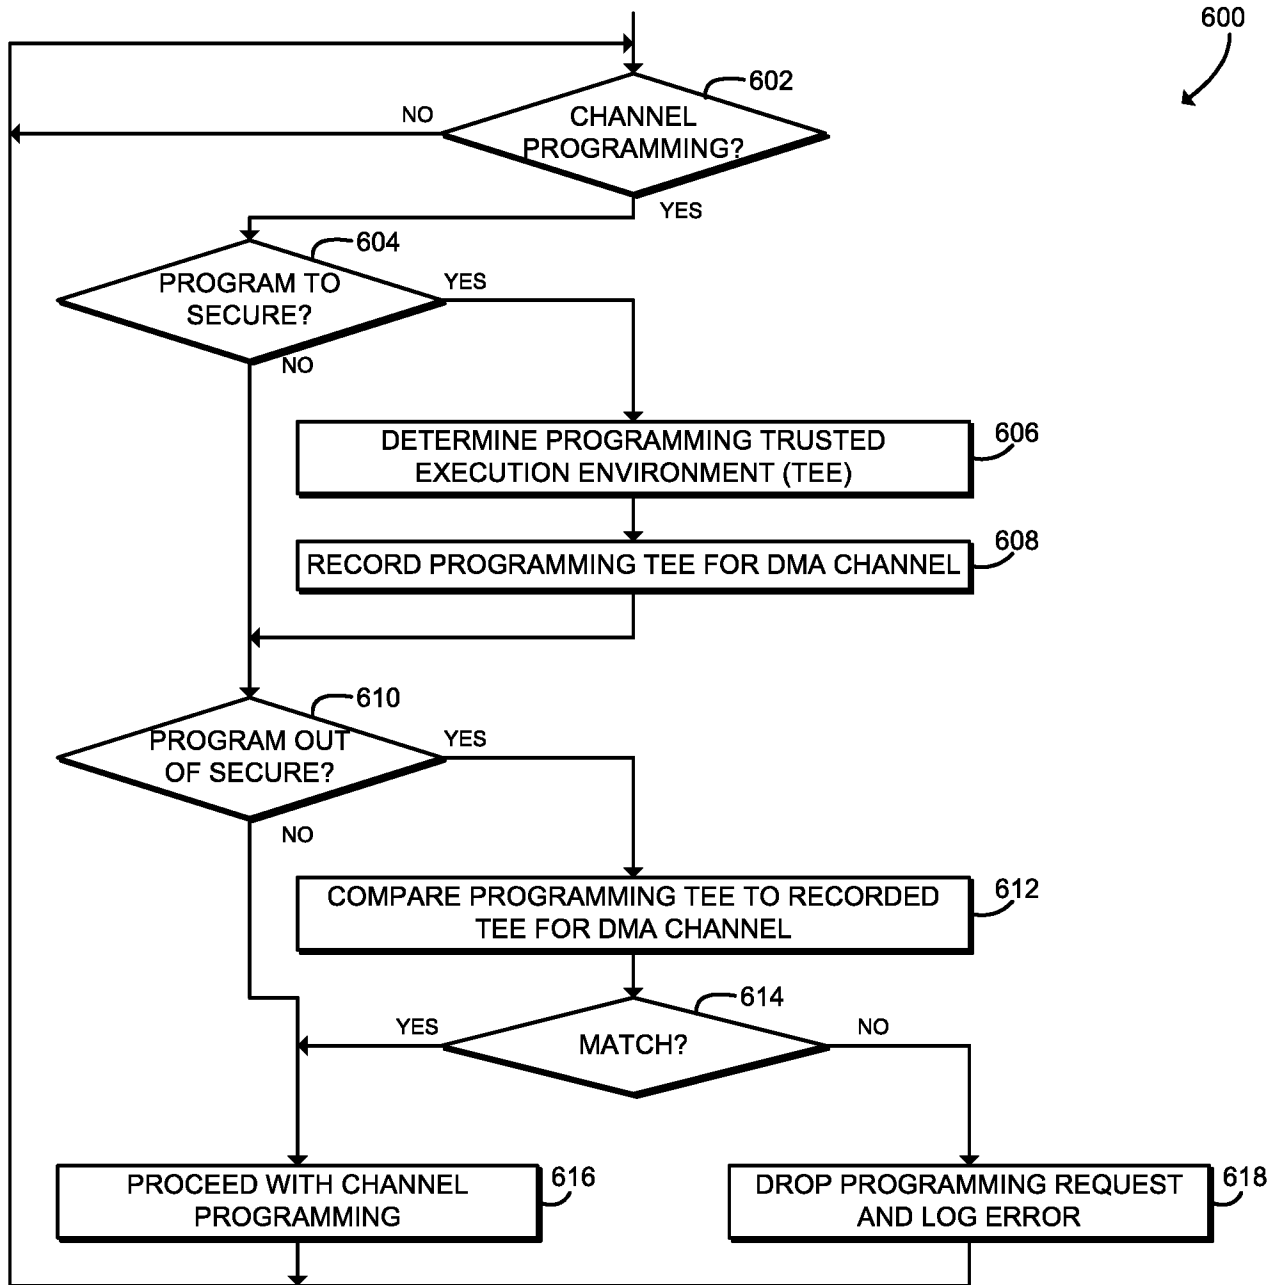 600
602
CHANNEL
PROGRAMMING?
NO
YES
604
PROGRAM TO
SECURE?
YES
NO
606
DETERMINE PROGRAMMING TRUSTED
EXECUTION ENVIRONMENT (TEE)
608
RECORD PROGRAMMING TEE FOR DMA CHANNEL
610
PROGRAM OUT
OF SECURE?
YES
NO
612
COMPARE PROGRAMMING TEE TO RECORDED
TEE FOR DMA CHANNEL
614
YES
MATCH?
NO
PROCEED WITH CHANNEL
PROGRAMMING
616
DROP PROGRAMMING REQUEST
AND LOG ERROR
618